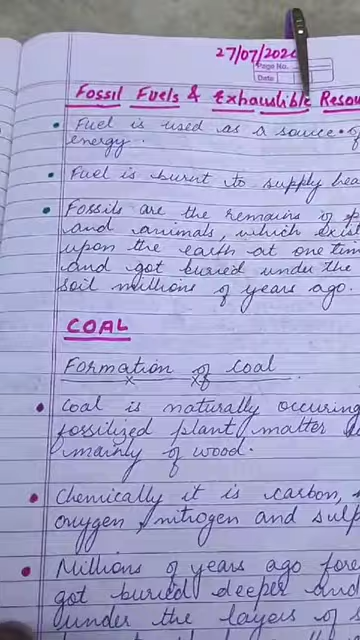 27/07/202
Page No.
Date
Fossil Fuels & Exhaustible Resou
• Fuel is used as a source of
energy.
• Fuel is burnt to supply hea
• Fossils are the remains of
and animals, which exist
upon the earth at one tim
and got buried under the
soil millions of years ago.
COAL
Formation of coal
• Coal is naturally occuring
fossilized plant matter
mainly of wood.
• Chemically it is carbon,
oxygen, nitrogen and sulp
• Millions of years ago fore
got buried deeper and
under the layers of